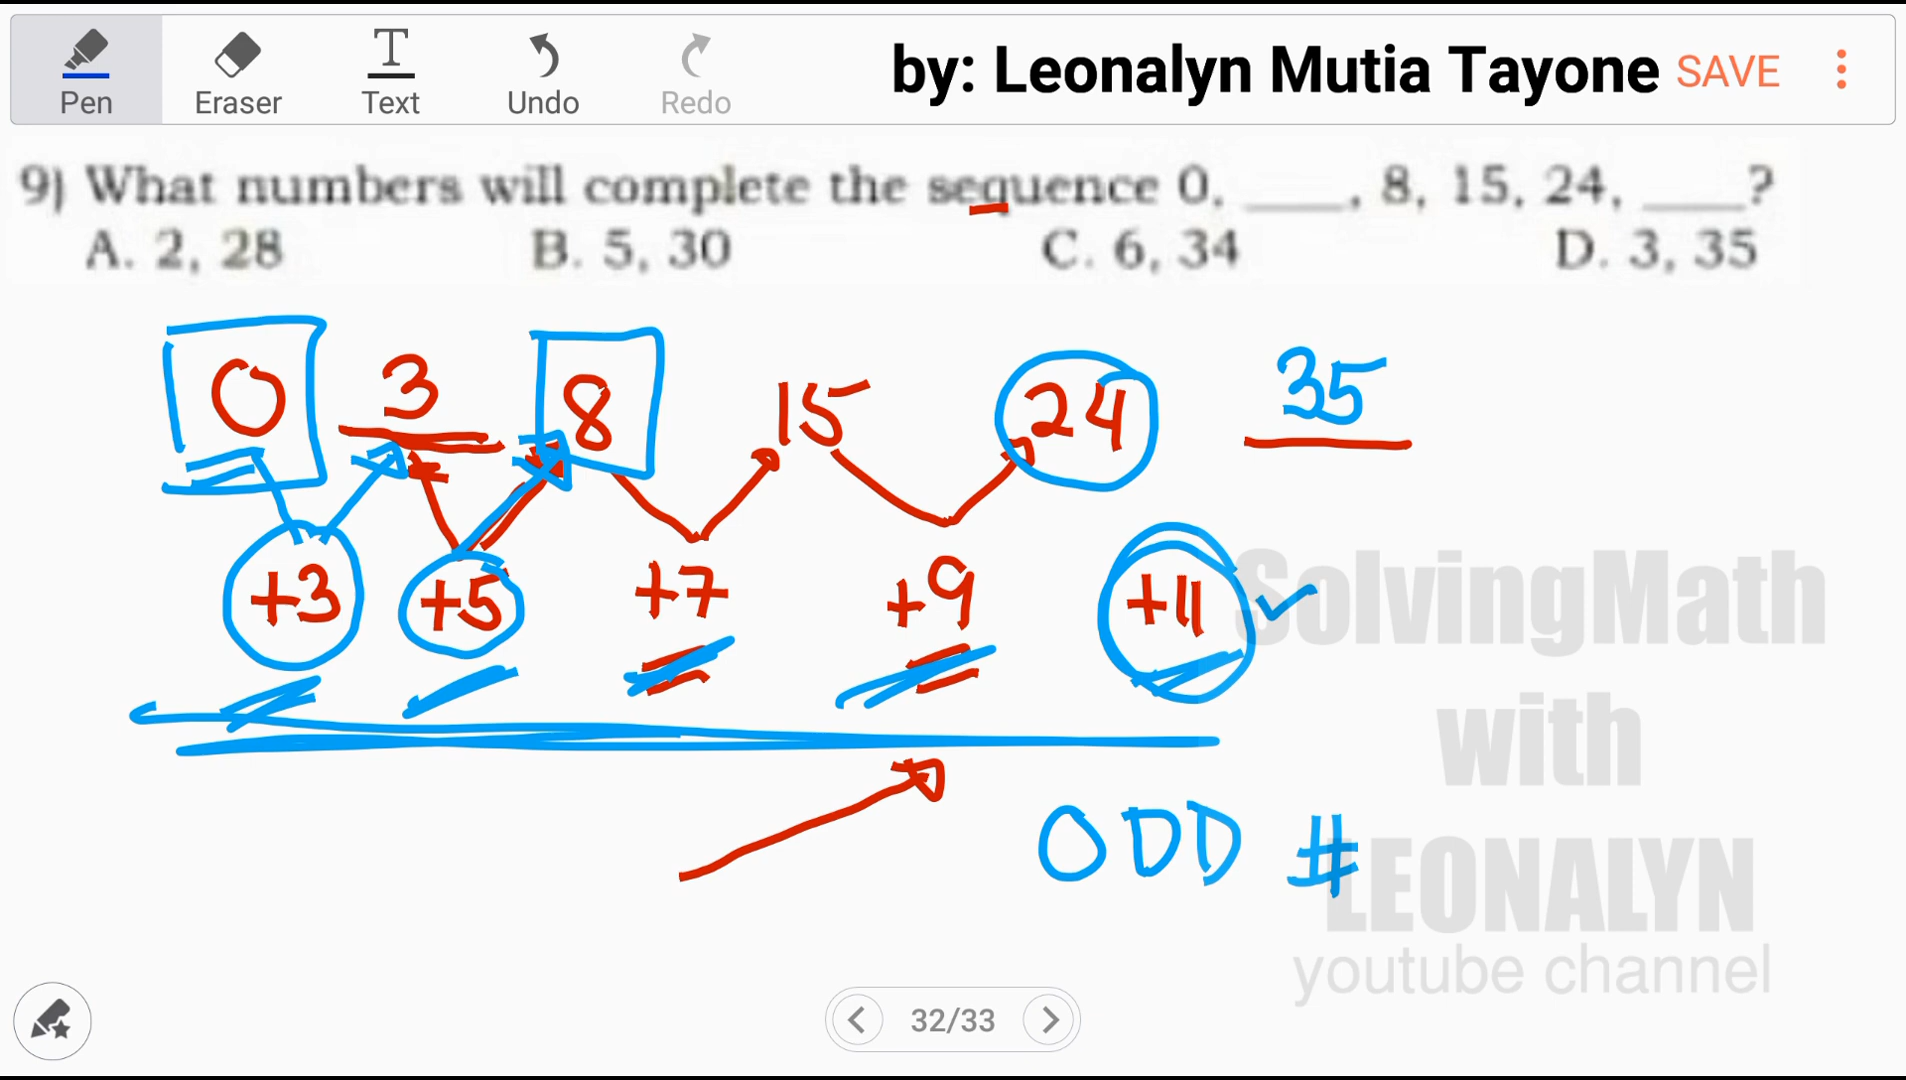 by: Leonalyn Mutia Tayone SAVE
Pen Eraser Text Undo Redo
9) What numbers will complete the sequence 0, ____, 8, 15, 24, ____?
A. 2, 28 B. 5, 30 C. 6, 34 D. 3, 35
0 3 8 15 24 35
+3 +5 +7 +9 +11
SolvingMath
with
ODD #
LEONALYN
youtube channel
32/33